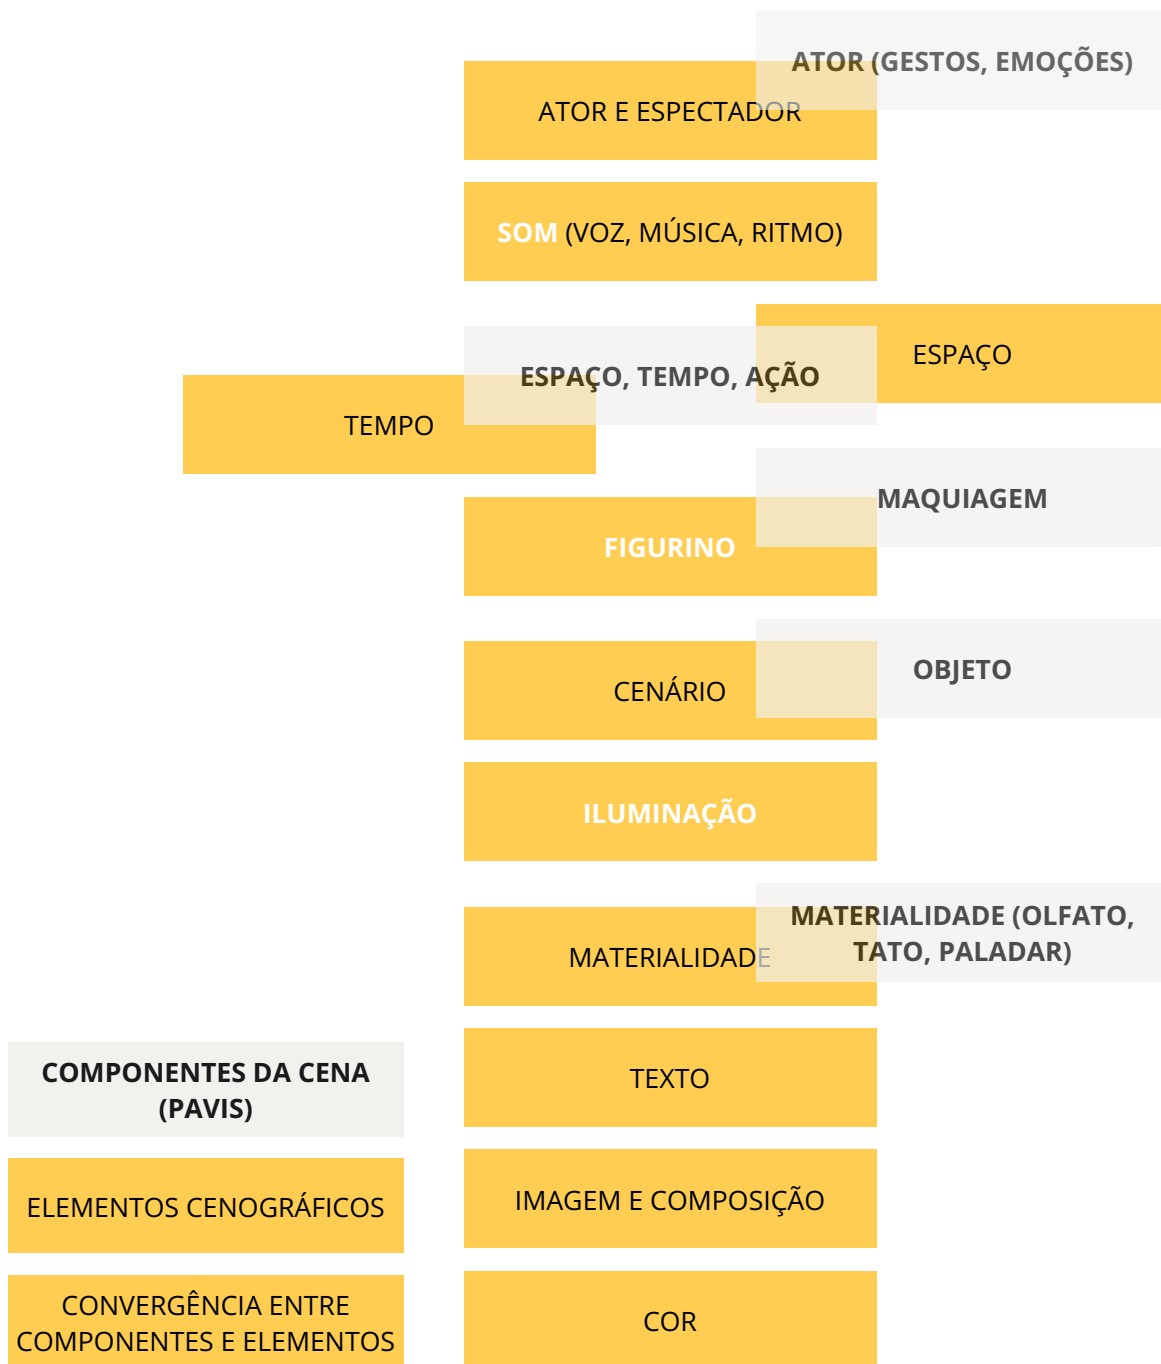 ATOR (GESTOS, EMOÇÕES)
ATOR E ESPECTADOR
SOM (VOZ, MÚSICA, RITMO)
ESPAÇO
ESPAÇO, TEMPO, AÇÃO
TEMPO
MAQUIAGEM
FIGURINO
OBJETO
CENÁRIO
ILUMINAÇÃO
MATERIALIDADE (OLFATO,
TATO, PALADAR)
MATERIALIDADE
TEXTO
COMPONENTES DA CENA
(PAVIS)
ELEMENTOS CENOGRÁFICOS
IMAGEM E COMPOSIÇÃO
CONVERGÊNCIA ENTRE
COMPONENTES E ELEMENTOS
COR